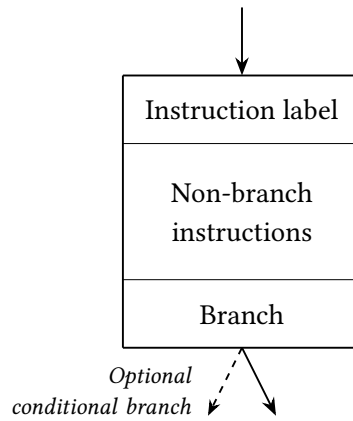 Instruction label
Non-branch
instructions
Branch
Optional
conditional branch